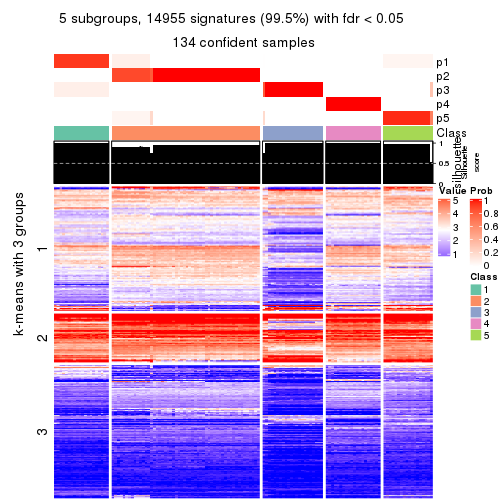 5 subgroups, 14955 signatures (99.5%) with fdr < 0.05
134 confident samples
p1
p2
p3
p4
p5
Class
silhouette
Silhouette
score
1
0.5
0
k-means with 3 groups
1
2
3
Value
5
4
3
2
1
Prob
1
0.8
0.6
0.4
0.2
0
Class
1
2
3
4
5